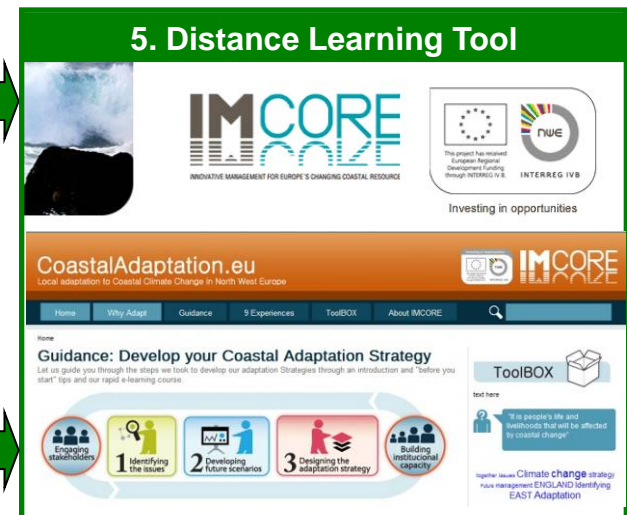 5. Distance Learning Tool
IMCORE
INNOVATIVE MANAGEMENT FOR EUROPE'S CHANGING COASTAL RESOURCE
This project has received
European Regional
Development Funding
through INTERREG IV B.
nwe
INTERREG IVB
Investing in opportunities
CoastalAdaptation.eu
Local adaptation to Coastal Climate Change in North West Europe
IMCORE
Home
Why Adapt
Guidance
9 Experiences
ToolBOX
About IMCORE
Home
Guidance: Develop your Coastal Adaptation Strategy
Let us guide you through the steps we took to develop our adaptation Strategies through an introduction and "before you
start" tips and our rapid e-learning course.
Engaging
stakeholders
1 Identifying
the issues
2 Developing
future scenarios
3 Designing the
adaptation strategy
Building
institutional
capacity
ToolBOX
text here
"It is people's life and
livelihoods that will be affected
by coastal change"
together issues Climate change strategy
Future management ENGLAND Identifying
EAST Adaptation